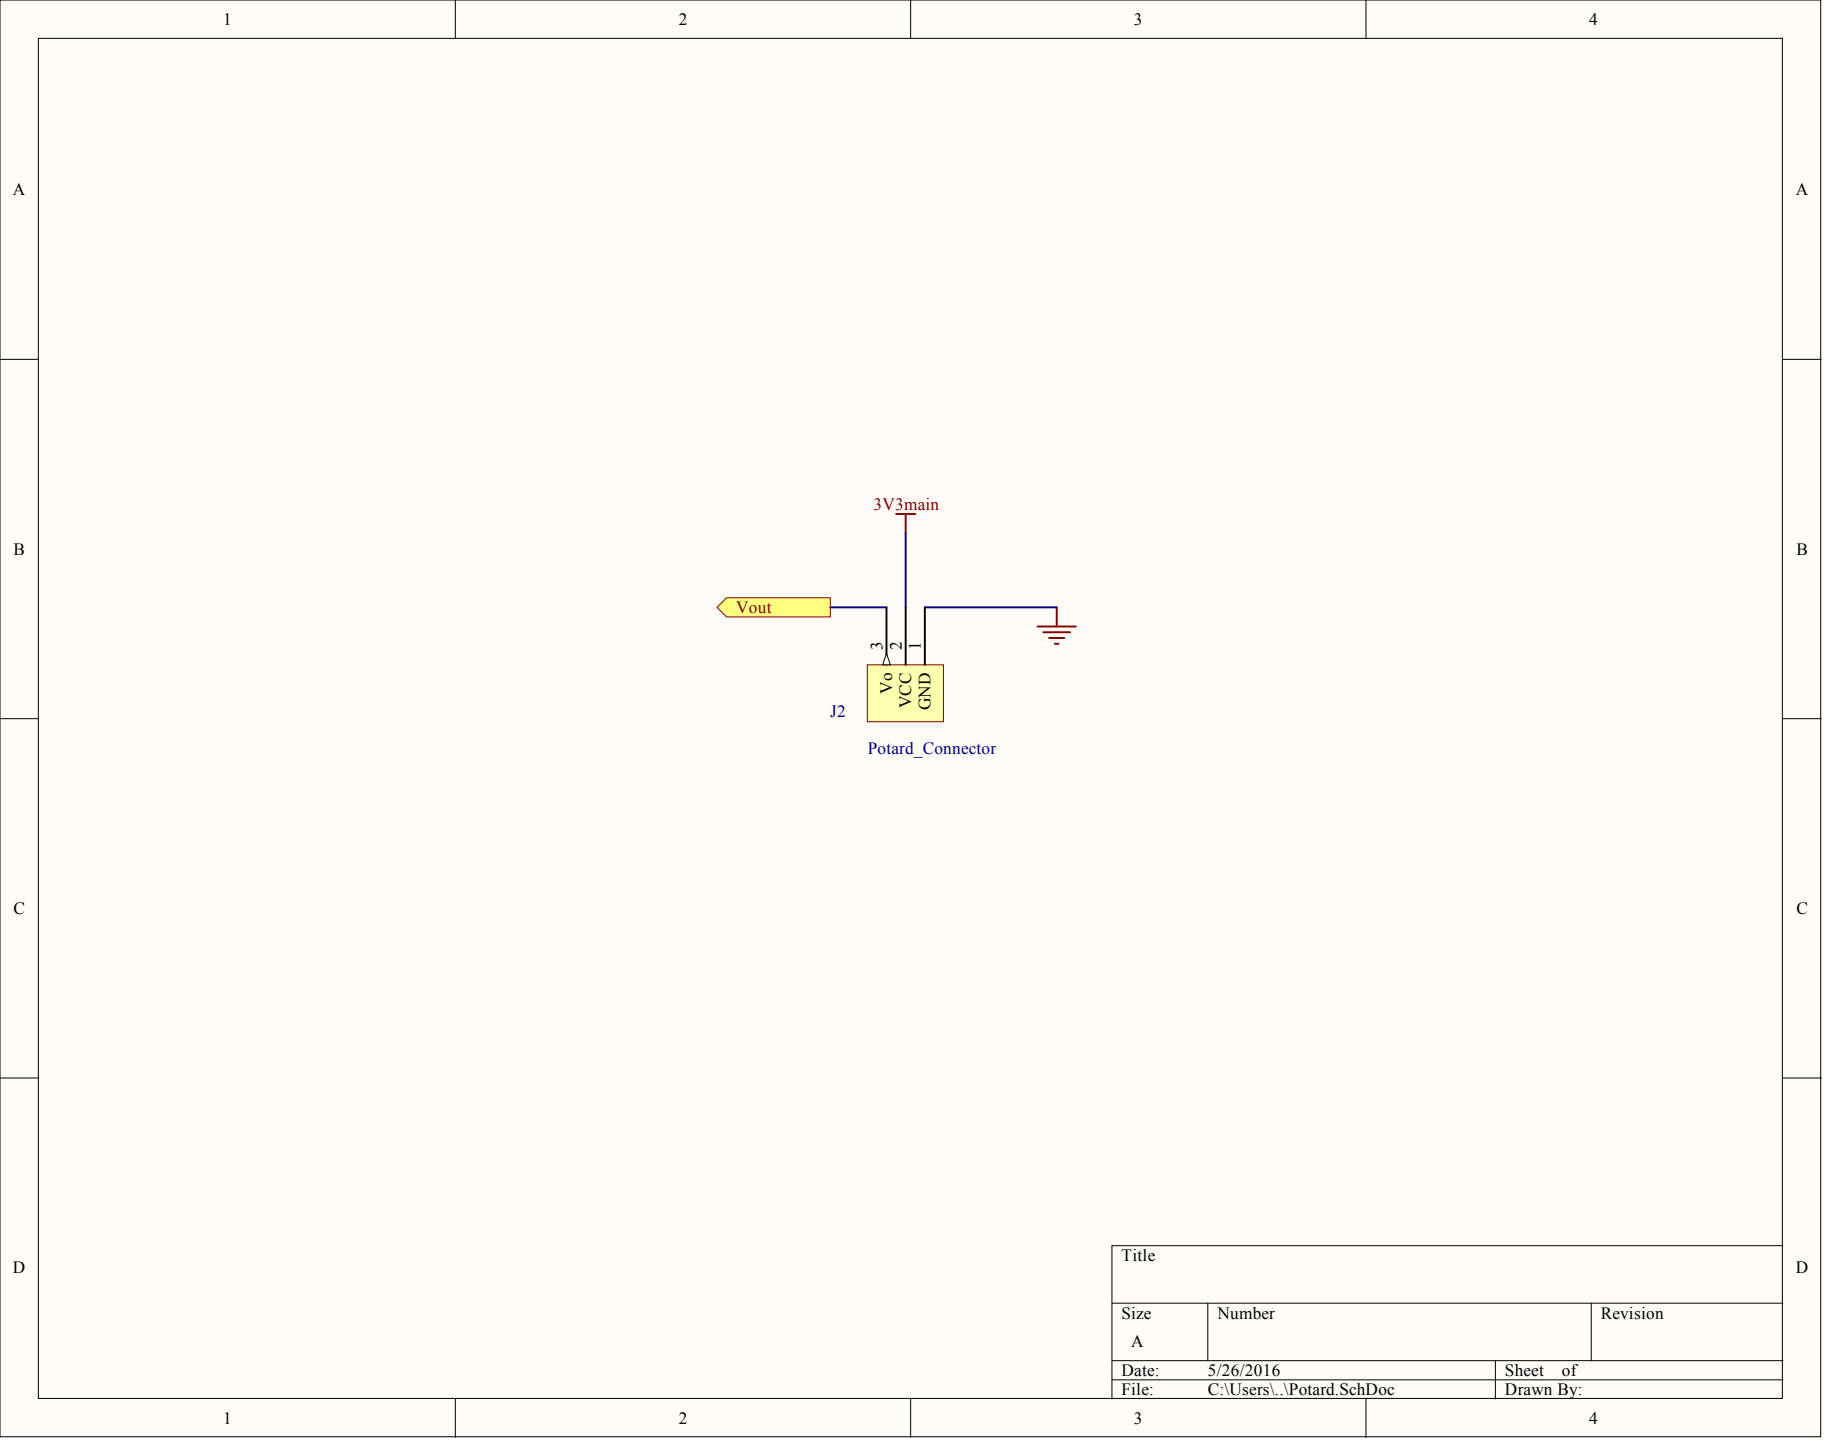 1 2 3 4
A A
3V3main
B B
Vout
3 2 1
Vo VCC GND
J2
Potard_Connector
C C
Title
D D
Size Number Revision
A
Date: 5/26/2016 Sheet of
File: C:\Users\..\Potard.SchDoc Drawn By:
1 2 3 4